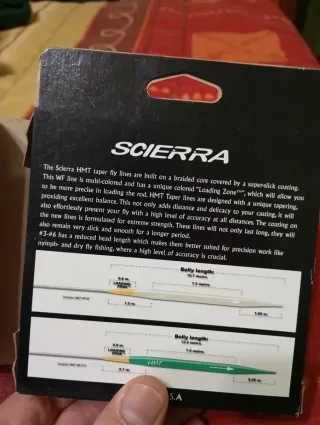 SCIERRA
The Scierra HMT taper fly lines are built on a braided core covered by a super-slick coating.
This WF line is multi-colored and has a unique colored "Loading Zone", which will allow you
to be more precise in loading the rod. HMT Taper lines are designed with a unique tapering,
providing excellent balance. This not only adds distance and delicacy to your casting, it will
also effortlessly present your fly with a high level of accuracy at all distances. The coating on
the new lines is formulated for extreme strength. These lines will not only last long, they will
also remain very slick and smooth for a longer period.
#3-#6 has a reduced head length which makes them better suited for precision work like
nymph- and dry fly fishing, where a high level of accuracy is crucial.
Belly length:
LOADING
ZONE
Belly length:
LOADING
ZONE
HMT
S.A